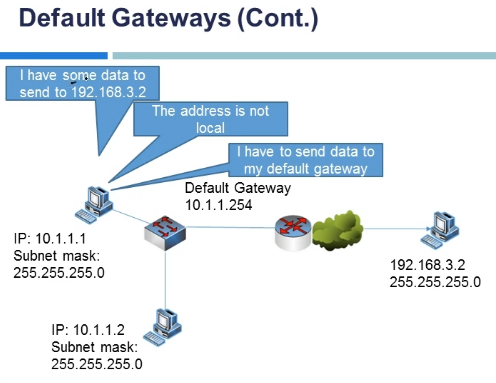 Default Gateways (Cont.)
I have some data to
send to 192.168.3.2
The address is not
local
I have to send data to
my default gateway
Default Gateway
10.1.1.254
IP: 10.1.1.1
Subnet mask:
255.255.255.0
192.168.3.2
255.255.255.0
IP: 10.1.1.2
Subnet mask:
255.255.255.0